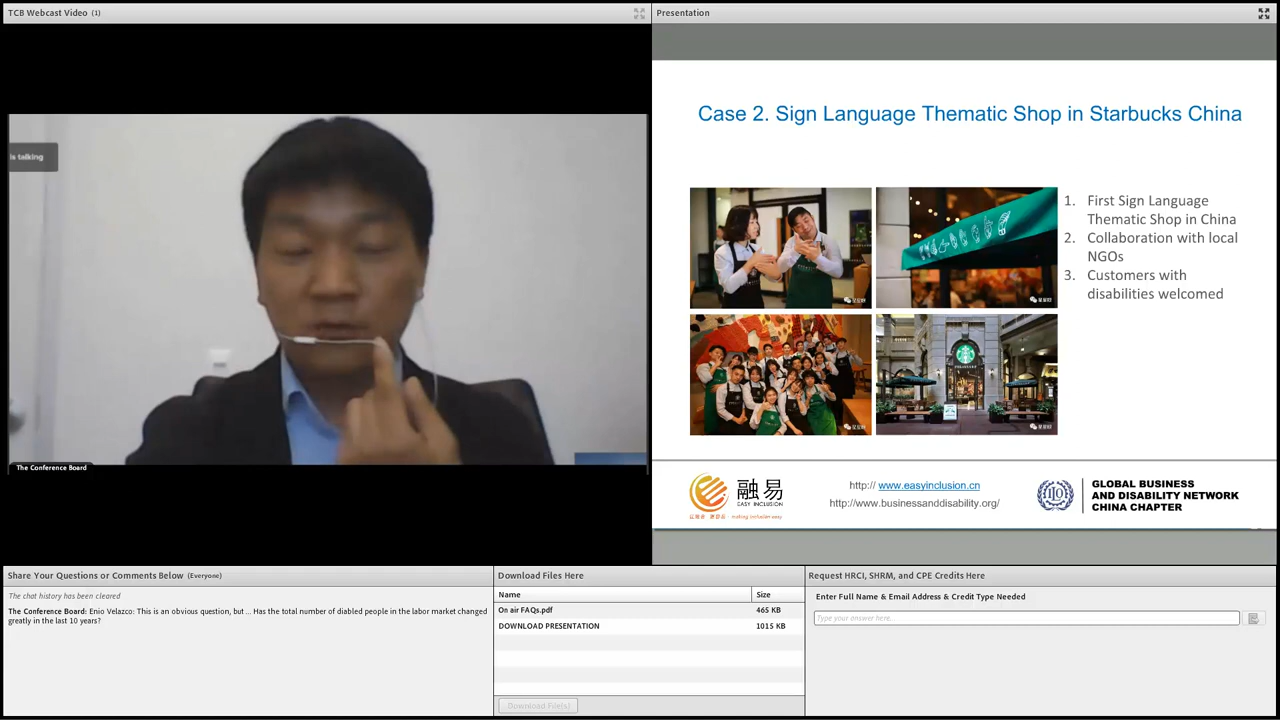 TCB Webcast Video (1)
is talking
The Conference Board
Presentation
Case 2. Sign Language Thematic Shop in Starbucks China
1. First Sign Language
Thematic Shop in China
2. Collaboration with local
NGOs
3. Customers with
disabilities welcomed
融易
EASY INCLUSION
making inclusion easy
http:// www.easyinclusion.cn
http://www.businessanddisability.org/
GLOBAL BUSINESS
AND DISABILITY NETWORK
CHINA CHAPTER
Share Your Questions or Comments Below (Everyone)
The chat history has been cleared
The Conference Board: Enio Velazco: This is an obvious question, but ... Has the total number of diabled people in the labor market changed
greatly in the last 10 years?
Download Files Here
Name Size
On air FAQs.pdf 465 KB
DOWNLOAD PRESENTATION 1015 KB
Download File(s)
Request HRCI, SHRM, and CPE Credits Here
Enter Full Name & Email Address & Credit Type Needed
Type your answer here...